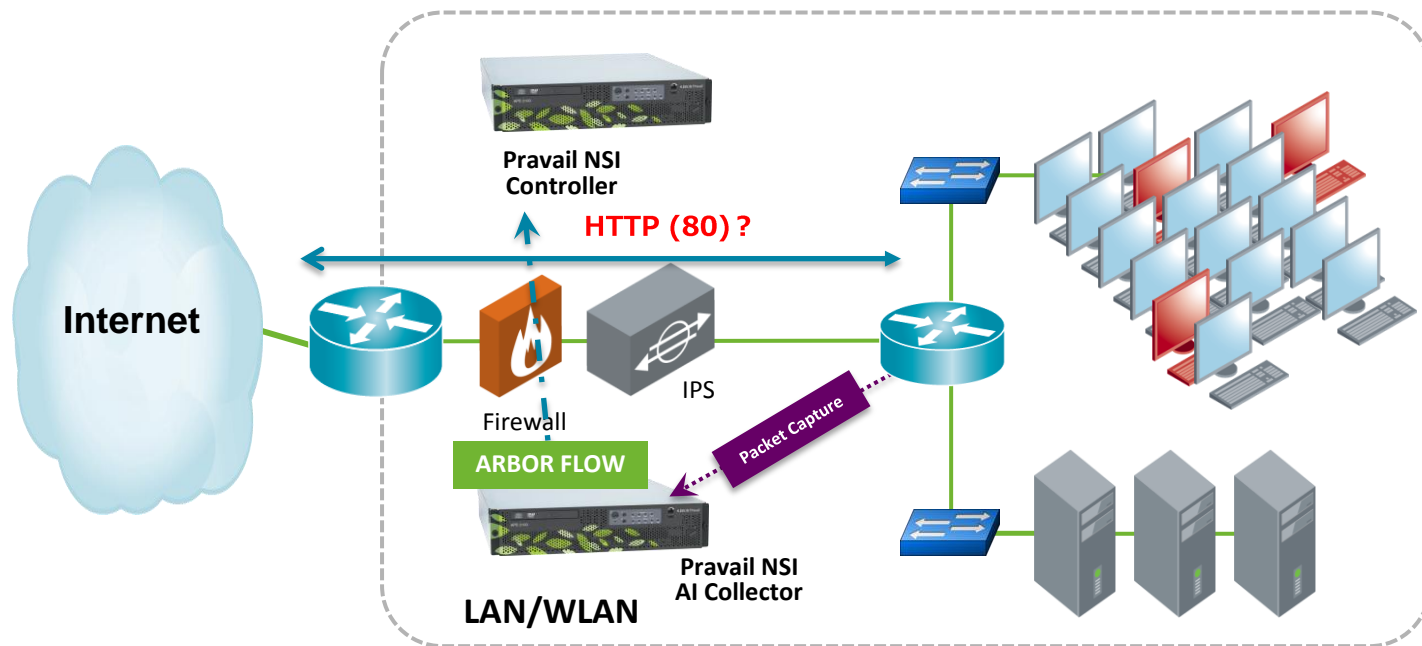 Pravail NSI
Controller
HTTP (80) ?
Internet
IPS
Firewall
Packet Capture
ARBOR FLOW
Pravail NSI
AI Collector
LAN/WLAN